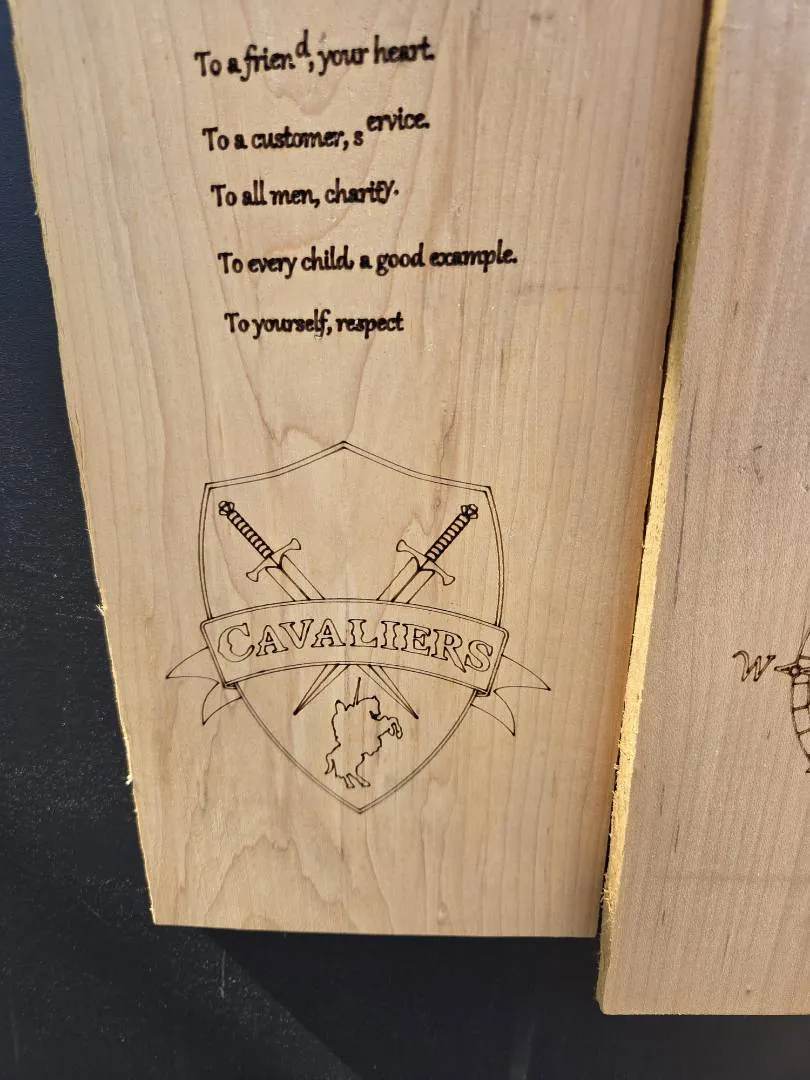 To a friend, your heart.
To a customer, service.
To all men, charity.
To every child, a good example.
To yourself, respect
CAVALIERS
W